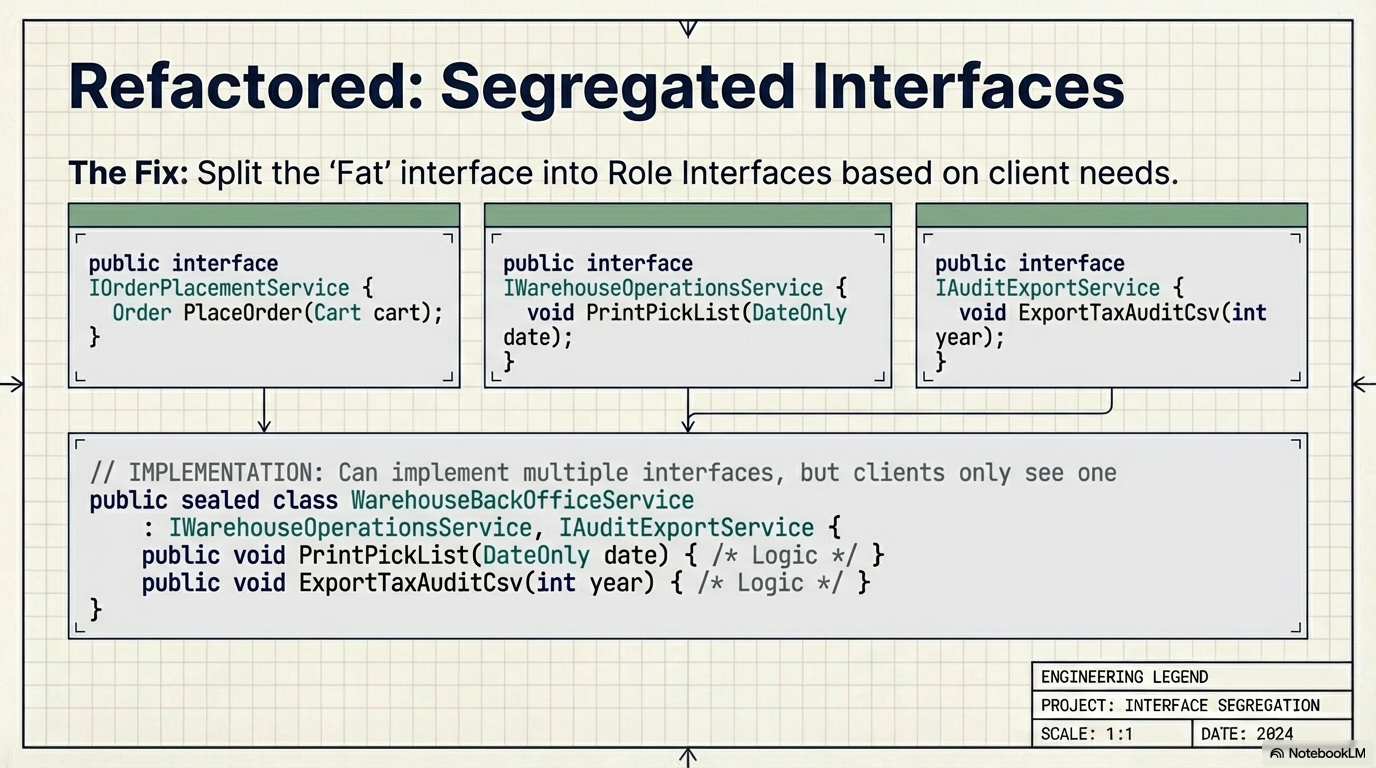 Refactored: Segregated Interfaces
The Fix: Split the ‘Fat’ interface into Role Interfaces based on client needs.
public interface
IOrderPlacementService {
  Order PlaceOrder(Cart cart);
}
public interface
IWarehouseOperationsService {
  void PrintPickList(DateOnly
date);
}
public interface
IAuditExportService {
  void ExportTaxAuditCsv(int
year);
}
// IMPLEMENTATION: Can implement multiple interfaces, but clients only see one
public sealed class WarehouseBackOfficeService
    : IWarehouseOperationsService, IAuditExportService {
    public void PrintPickList(DateOnly date) { /* Logic */ }
    public void ExportTaxAuditCsv(int year) { /* Logic */ }
}
ENGINEERING LEGEND
PROJECT: INTERFACE SEGREGATION
SCALE: 1:1
DATE: 2024
NotebookLM